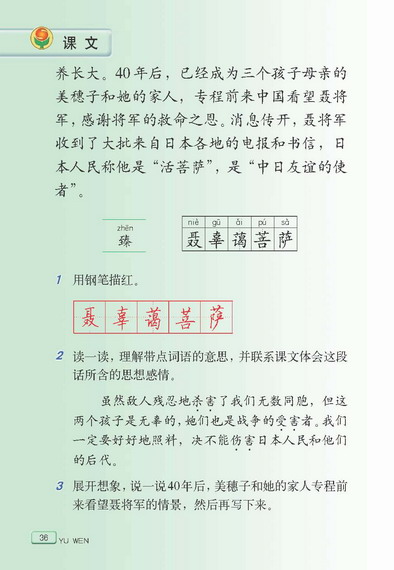 课文
养长大。40年后，已经成为三个孩子母亲的
美穗子和她的家人，专程前来中国看望聂将
军，感谢将军的救命之恩。消息传开，聂将军
收到了大批来自日本各地的电报和书信，日
本人民称他是“活菩萨”，是“中日友谊的使
者”。
zhēn
臻
niè gū ǎi pú sà
聂辜蔼菩萨
1 用钢笔描红。
聂辜蔼菩萨
2 读一读，理解带点词语的意思，并联系课文体会这段
话所含的思想感情。
虽然敌人残忍地杀害了我们无数同胞，但这
两个孩子是无辜的，她们也是战争的受害者。我们
一定要好好地照料，决不能伤害日本人民和他们
的后代。
3 展开想象，说一说40年后，美穗子和她的家人专程前
来看望聂将军的情景，然后再写下来。
36 YU WEN